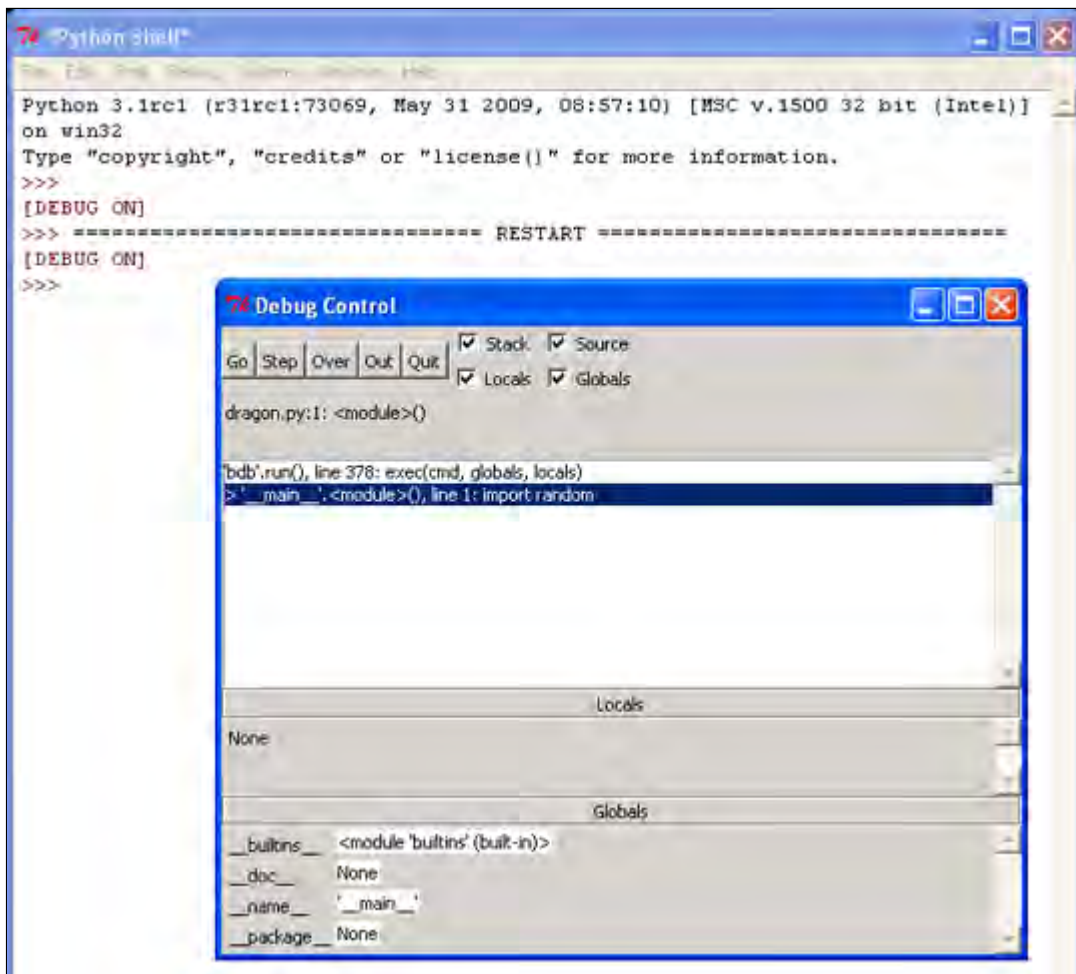 *Python Shell*
Python 3.1rc1 (r31rc1:73069, May 31 2009, 08:57:10) [MSC v.1500 32 bit (Intel)]
on win32
Type "copyright", "credits" or "license()" for more information.
>>>
[DEBUG ON]
>>> ================================ RESTART ================================
[DEBUG ON]
>>>
Debug Control
Go Step Over Out Quit
Stack Source
Locals Globals
dragon.py:1: <module>()
'bdb'.run(), line 378: exec(cmd, globals, locals)
> '__main__'.<module>(), line 1: import random
Locals
None
Globals
__builtins__ <module 'builtins' (built-in)>
__doc__ None
__name__ '__main__'
__package__ None